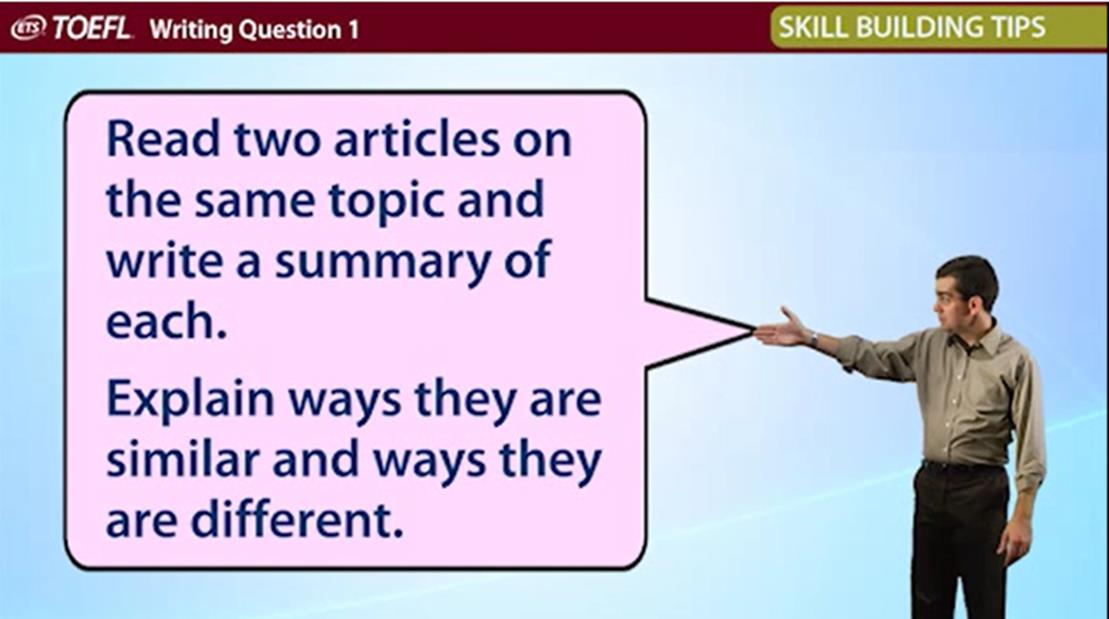 ETS TOEFL Writing Question 1
SKILL BUILDING TIPS
Read two articles on
the same topic and
write a summary of
each.
Explain ways they are
similar and ways they
are different.